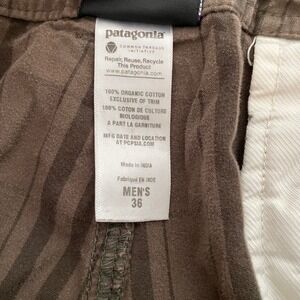 patagonia
COMMON THREADS
INITIATIVE
Repair, Reuse, Recycle
This Product
www.patagonia.com
100% ORGANIC COTTON
EXCLUSIVE OF TRIM
100% COTON DE CULTURE
BIOLOGIQUE
A PART LA GARNITURE
MFG DATE AND LOCATION
AT PCPSIA.COM
Made in INDIA
Fabriqué EN INDE
MEN'S
36